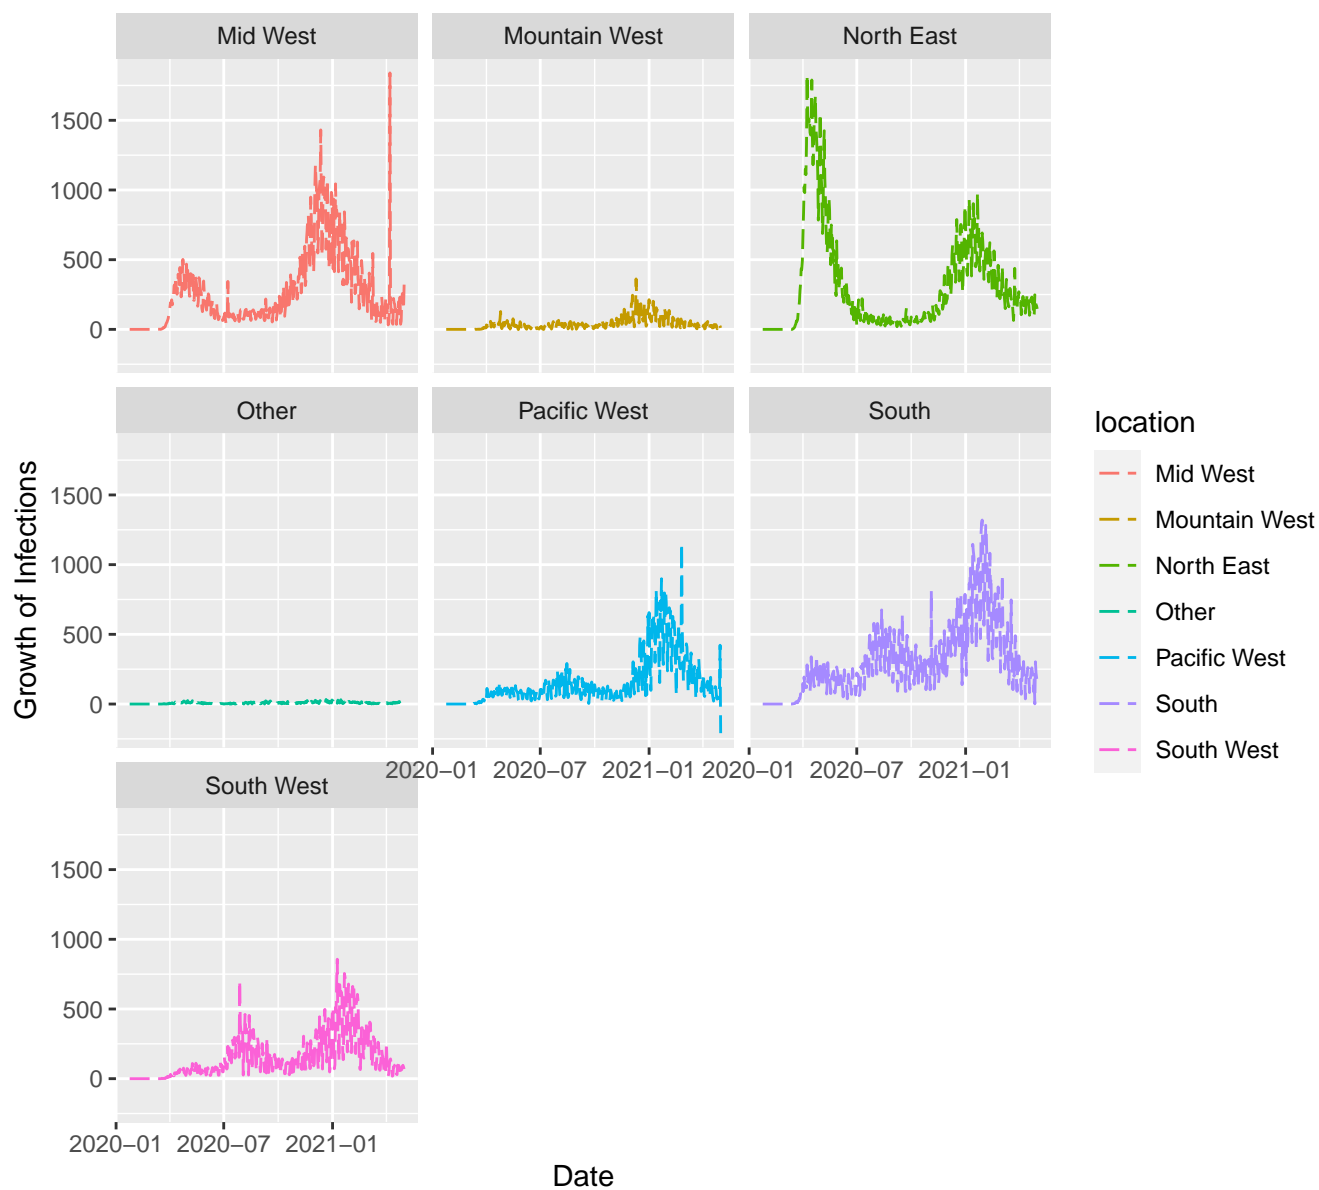 Mid West
Mountain West
North East
1500
1000
500
0
Other
Pacific West
South
1500
1000
500
0
2020−01
2020−07
2021−01
2020−01
2020−07
2021−01
South West
1500
1000
500
0
2020−01
2020−07
2021−01
Date
Growth of Infections
location
Mid West
Mountain West
North East
Other
Pacific West
South
South West